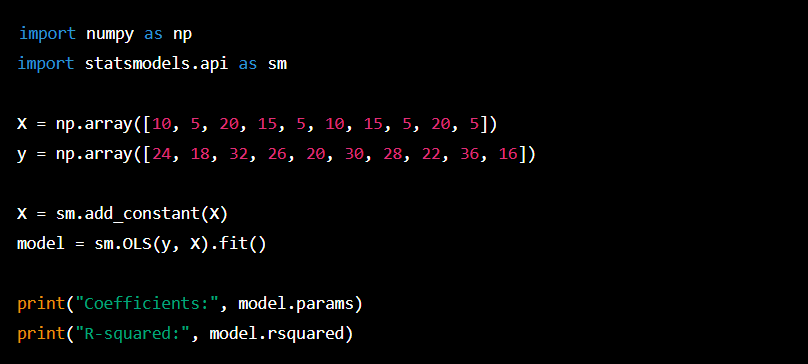 import numpy as np
import statsmodels.api as sm
X = np.array([10, 5, 20, 15, 5, 10, 15, 5, 20, 5])
y = np.array([24, 18, 32, 26, 20, 30, 28, 22, 36, 16])
X = sm.add_constant(X)
model = sm.OLS(y, X).fit()
print("Coefficients:", model.params)
print("R-squared:", model.rsquared)